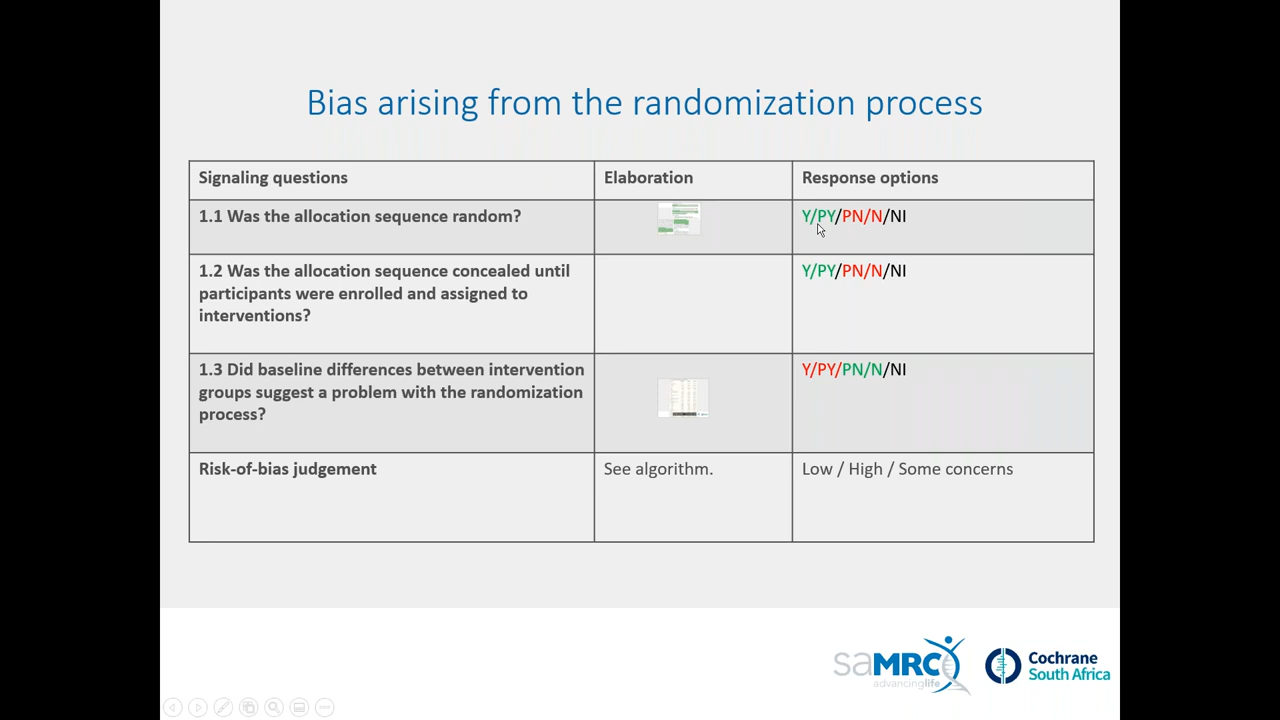 Bias arising from the randomization process
Signaling questions
Elaboration
Response options
1.1 Was the allocation sequence random?
Y/PY/PN/N/NI
1.2 Was the allocation sequence concealed until
participants were enrolled and assigned to
interventions?
Y/PY/PN/N/NI
1.3 Did baseline differences between intervention
groups suggest a problem with the randomization
process?
Y/PY/PN/N/NI
Risk-of-bias judgement
See algorithm.
Low / High / Some concerns
saMRC
advancinglife
Cochrane
South Africa